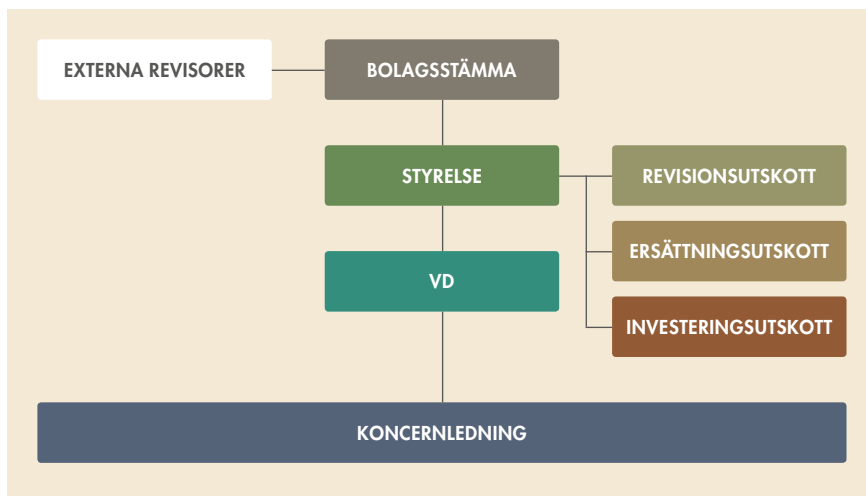 EXTERNA REVISORER
BOLAGSSTÄMMA
STYRELSE
REVISIONSUTSKOTT
ERSÄTTNINGSUTSKOTT
VD
INVESTERINGSUTSKOTT
KONCERNLEDNING